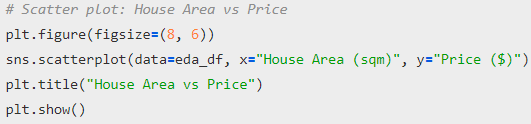 # Scatter plot: House Area vs Price
plt.figure(figsize=(8, 6))
sns.scatterplot(data=eda_df, x="House Area (sqm)", y="Price ($)")
plt.title("House Area vs Price")
plt.show()